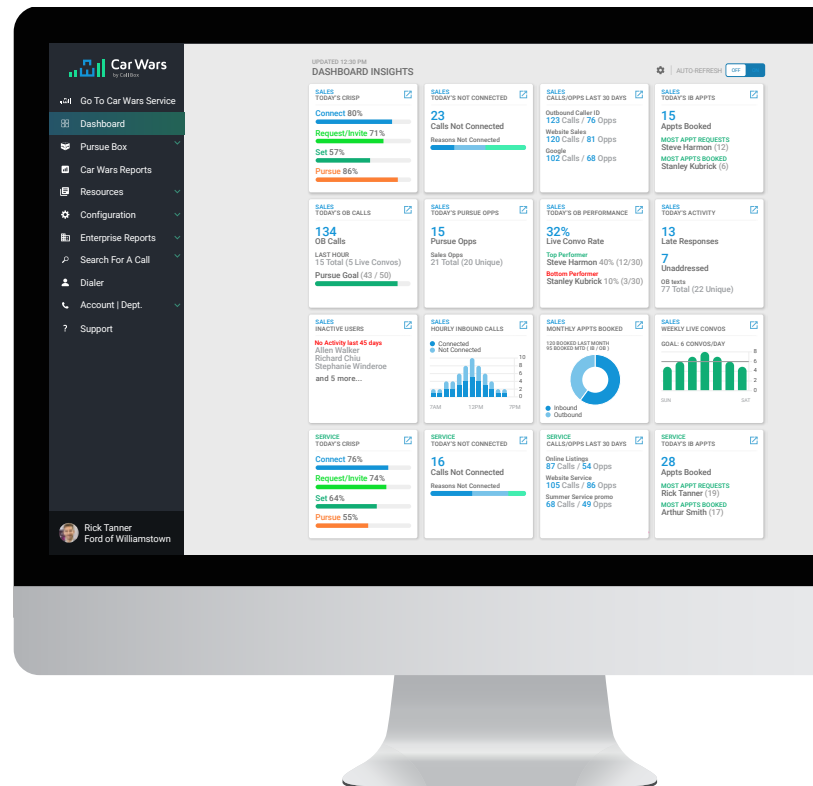 Car Wars
by CallBox
Go To Car Wars Service
Dashboard
Pursue Box
Car Wars Reports
Resources
Configuration
Enterprise Reports
Search For A Call
Dialer
Account | Dept.
? Support
Rick Tanner
Ford of Williamstown
UPDATED 12:30 PM
DASHBOARD INSIGHTS
AUTO-REFRESH OFF
SALES
TODAY'S CRISP
Connect 80%
Request/Invite 71%
Set 57%
Pursue 86%
SALES
TODAY'S NOT CONNECTED
23
Calls Not Connected
Reasons Not Connected
SALES
CALLS/OPPS LAST 30 DAYS
Outbound Caller ID
123 Calls / 76 Opps
Website Sales
120 Calls / 81 Opps
Google
102 Calls / 68 Opps
SALES
TODAY'S IB APPTS
15
Appts Booked
MOST APPT REQUESTS
Steve Harmon (12)
MOST APPTS BOOKED
Stanley Kubrick (6)
SALES
TODAY'S OB CALLS
134
OB Calls
LAST HOUR
15 Total (5 Live Convos)
Pursue Goal (43 / 50)
SALES
TODAY'S PURSUE OPPS
15
Pursue Opps
Sales Opps
21 Total (20 Unique)
SALES
TODAY'S OB PERFORMANCE
32%
Live Convo Rate
Top Performer
Steve Harmon 40% (12/30)
Bottom Performer
Stanley Kubrick 10% (3/30)
SALES
TODAY'S ACTIVITY
13
Late Responses
7
Unaddressed
OB texts
77 Total (22 Unique)
SALES
INACTIVE USERS
No Activity last 45 days
Allen Walker
Richard Chiu
Stephanie Winderoe
and 5 more...
SALES
HOURLY INBOUND CALLS
Connected
Not Connected
10
8
6
4
2
0
7AM 12PM 7PM
SALES
MONTHLY APPTS BOOKED
120 BOOKED LAST MONTH
95 BOOKED MTD ( IB / OB )
Inbound
Outbound
SALES
WEEKLY LIVE CONVOS
GOAL: 6 CONVOS/DAY
8
6
4
2
0
SUN SAT
SERVICE
TODAY'S CRISP
Connect 76%
Request/Invite 74%
Set 64%
Pursue 55%
SERVICE
TODAY'S NOT CONNECTED
16
Calls Not Connected
Reasons Not Connected
SERVICE
CALLS/OPPS LAST 30 DAYS
Online Listings
87 Calls / 54 Opps
Website Service
105 Calls / 86 Opps
Summer Service promo
68 Calls / 49 Opps
SERVICE
TODAY'S IB APPTS
28
Appts Booked
MOST APPT REQUESTS
Rick Tanner (19)
MOST APPTS BOOKED
Arthur Smith (17)